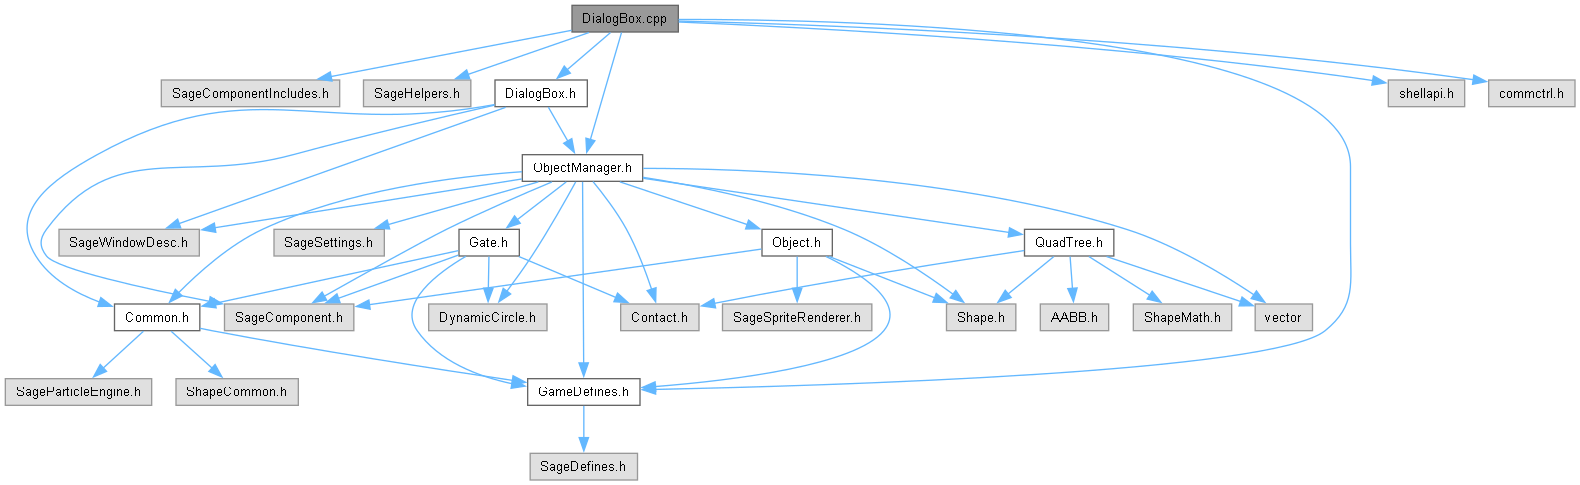 DialogBox.cpp
SageComponentIncludes.h
SageHelpers.h
DialogBox.h
shellapi.h
commctrl.h
ObjectManager.h
SageWindowDesc.h
SageSettings.h
Gate.h
Object.h
QuadTree.h
Common.h
SageComponent.h
DynamicCircle.h
Contact.h
SageSpriteRenderer.h
Shape.h
AABB.h
ShapeMath.h
vector
SageParticleEngine.h
ShapeCommon.h
GameDefines.h
SageDefines.h